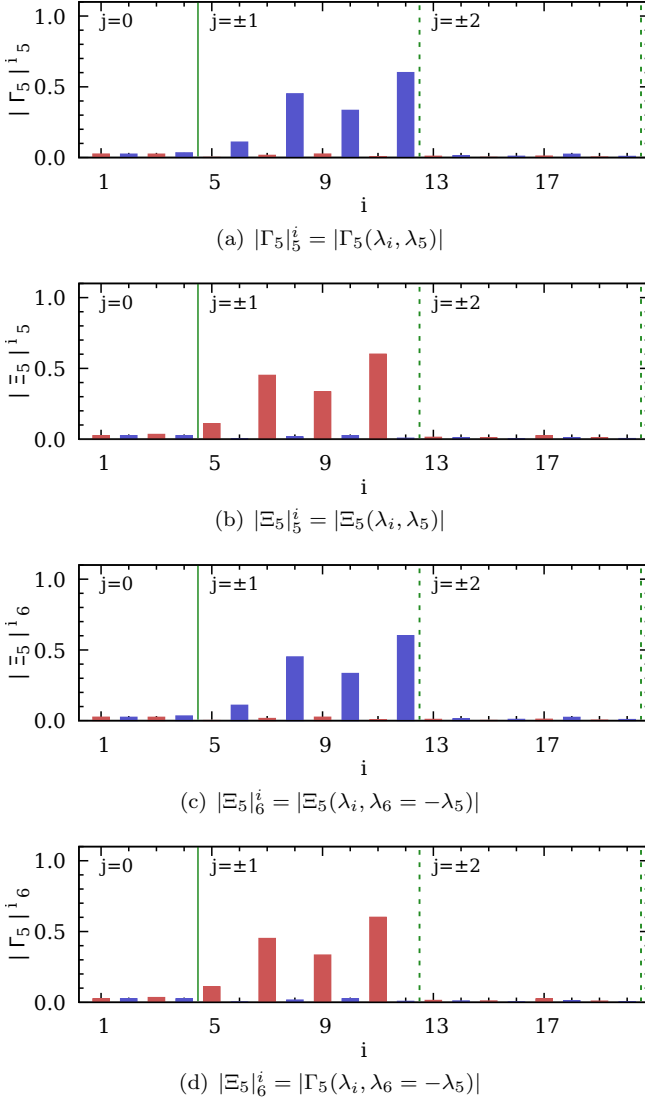 | Γ₅ |ⁱ₅
1.0
0.5
0.0
j=0
j=±1
j=±2
1 5 9 13 17
i
(a) |Γ₅|ⁱ₅ = |Γ₅(λᵢ, λ₅)|
| Ξ₅ |ⁱ₅
1.0
0.5
0.0
j=0
j=±1
j=±2
1 5 9 13 17
i
(b) |Ξ₅|ⁱ₅ = |Ξ₅(λᵢ, λ₅)|
| Ξ₅ |ⁱ₆
1.0
0.5
0.0
j=0
j=±1
j=±2
1 5 9 13 17
i
(c) |Ξ₅|ⁱ₆ = |Ξ₅(λᵢ, λ₆ = −λ₅)|
| Γ₅ |ⁱ₆
1.0
0.5
0.0
j=0
j=±1
j=±2
1 5 9 13 17
i
(d) |Ξ₅|ⁱ₆ = |Γ₅(λᵢ, λ₆ = −λ₅)|